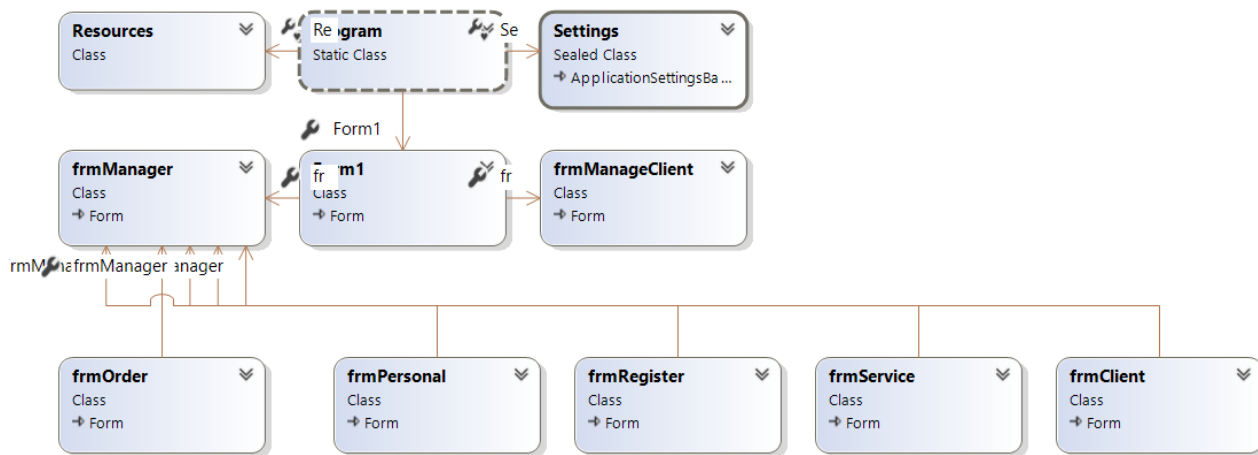 Resources
Class
Re
ogram
Static Class
Se
Settings
Sealed Class
ApplicationSettingsBa...
Form1
frmManager
Class
Form
fr
rm1
Class
Form
fr
frmManageClient
Class
Form
frmManager anager
frmOrder
Class
Form
frmPersonal
Class
Form
frmRegister
Class
Form
frmService
Class
Form
frmClient
Class
Form